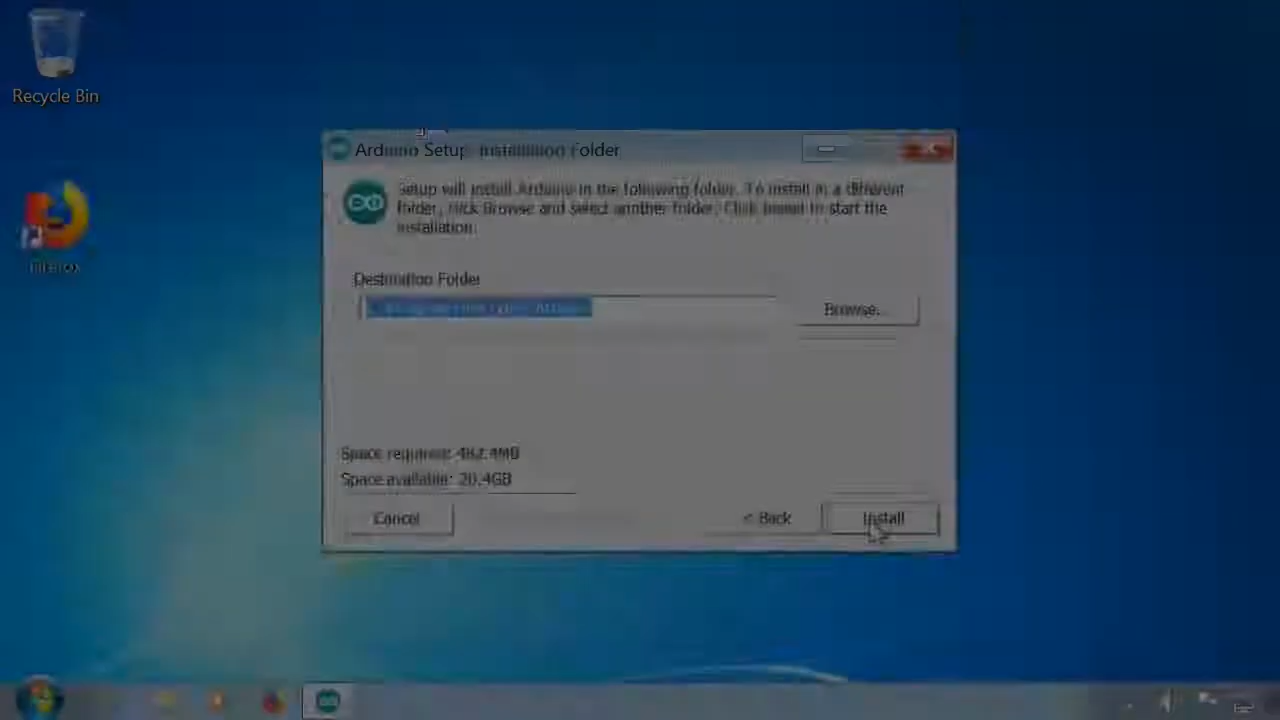 Recycle Bin
Firefox
Arduino Setup: Installation Folder
Setup will install Arduino in the following folder. To install in a different
folder, click Browse and select another folder. Click Install to start the
installation.
Destination Folder
Browse...
Space required: 482.4MB
Space available: 20.4GB
Cancel
< Back
Install